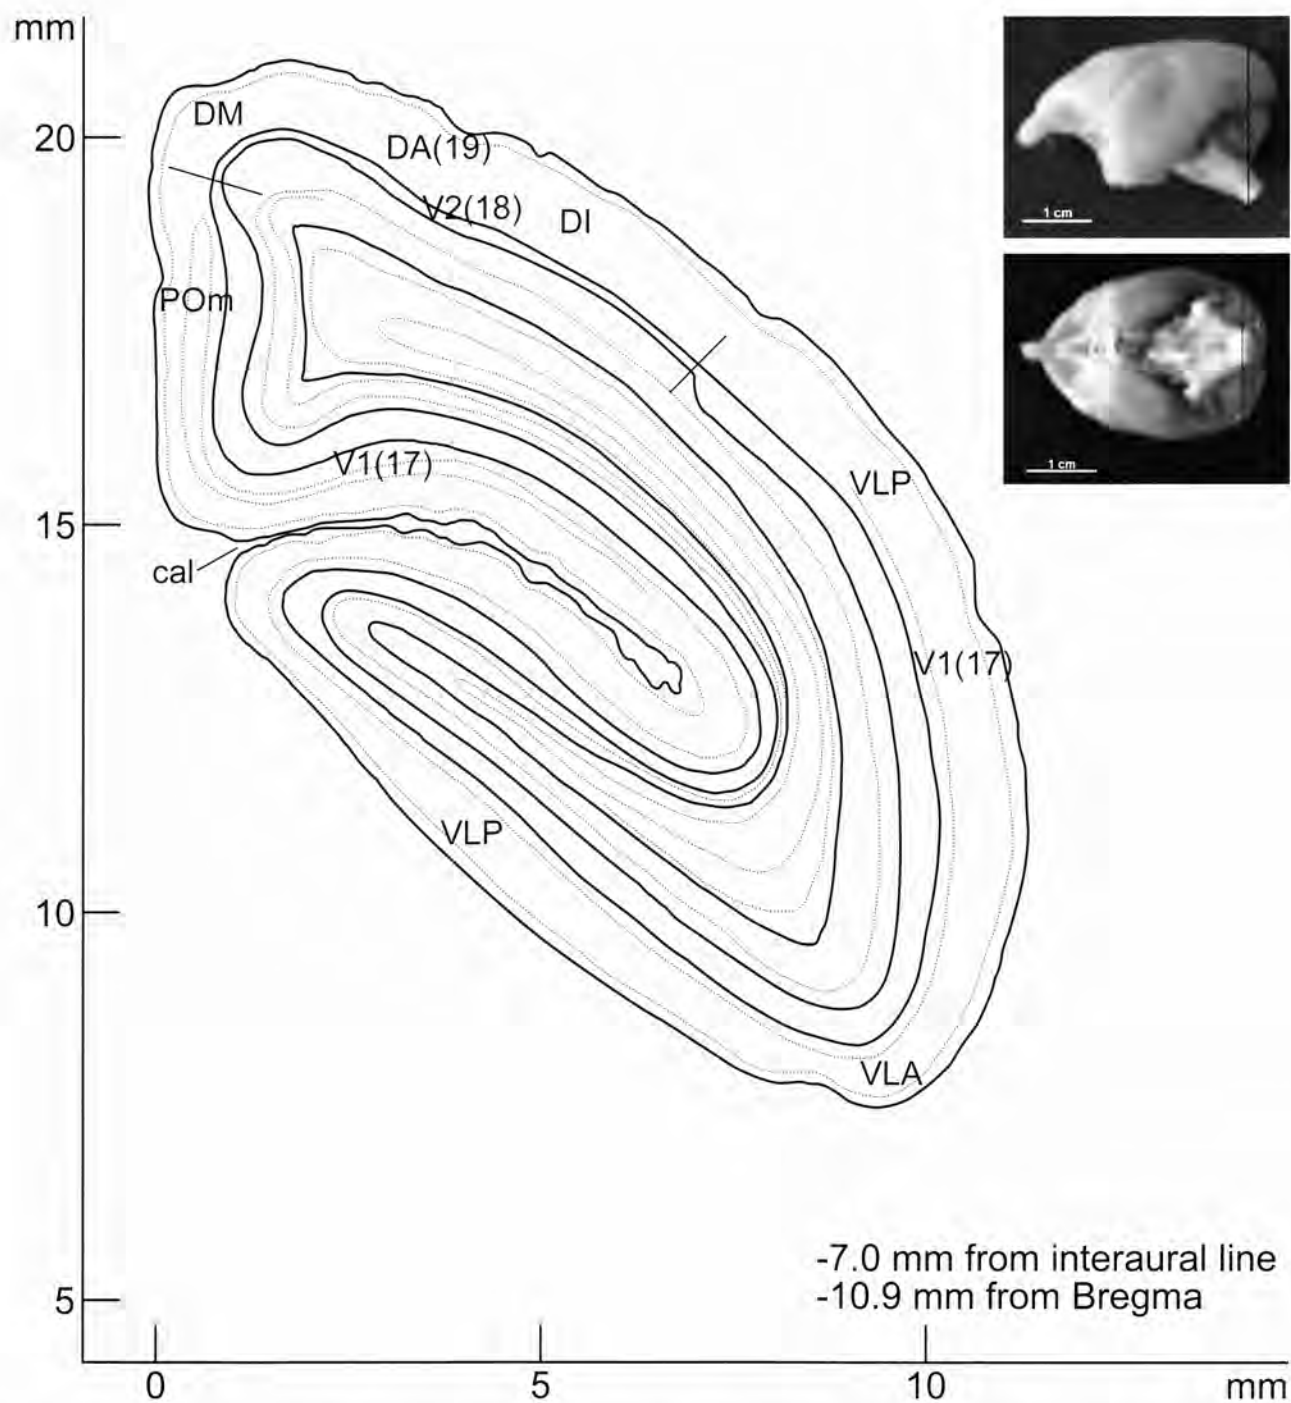 mm
20
15
10
5
DM
DA(19)
V2(18)
DI
POm
V1(17)
cal
VLP
V1(17)
VLP
VLA
1 cm
1 cm
-7.0 mm from interaural line
-10.9 mm from Bregma
0
5
10
mm